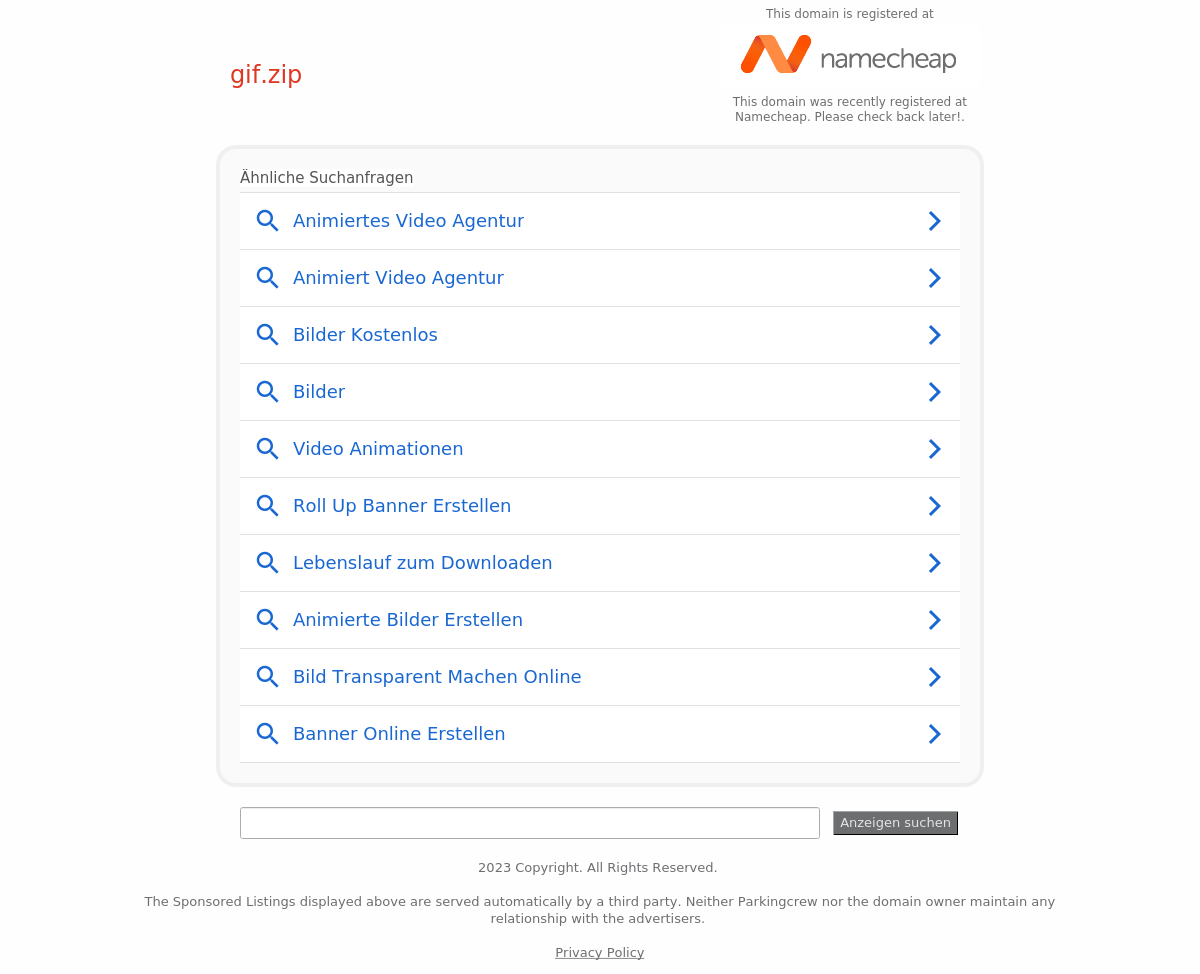 This domain is registered at
namecheap
gif.zip
This domain was recently registered at
Namecheap. Please check back later!.
Ähnliche Suchanfragen
Animiertes Video Agentur
Animiert Video Agentur
Bilder Kostenlos
Bilder
Video Animationen
Roll Up Banner Erstellen
Lebenslauf zum Downloaden
Animierte Bilder Erstellen
Bild Transparent Machen Online
Banner Online Erstellen
Anzeigen suchen
2023 Copyright. All Rights Reserved.
The Sponsored Listings displayed above are served automatically by a third party. Neither Parkingcrew nor the domain owner maintain any
relationship with the advertisers.
Privacy Policy